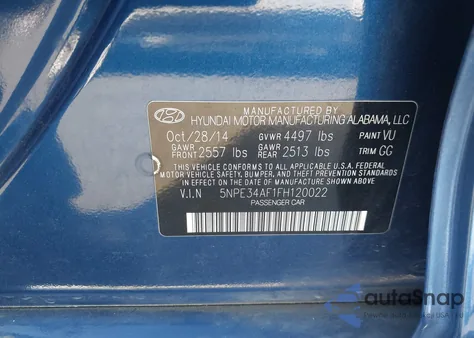 MANUFACTURED BY
HYUNDAI MOTOR MANUFACTURING ALABAMA, LLC
Oct/28/14 GVWR 4497 lbs PAINT VU
GAWR FRONT 2557 lbs GAWR REAR 2513 lbs TRIM GG
THIS VEHICLE CONFORMS TO ALL APPLICABLE U.S.A. FEDERAL
MOTOR VEHICLE SAFETY, BUMPER, AND THEFT PREVENTION STANDARDS
IN EFFECT ON THE DATE OF MANUFACTURE SHOWN ABOVE.
V.I.N 5NPE34AF1FH120022
PASSENGER CAR
autoSnap